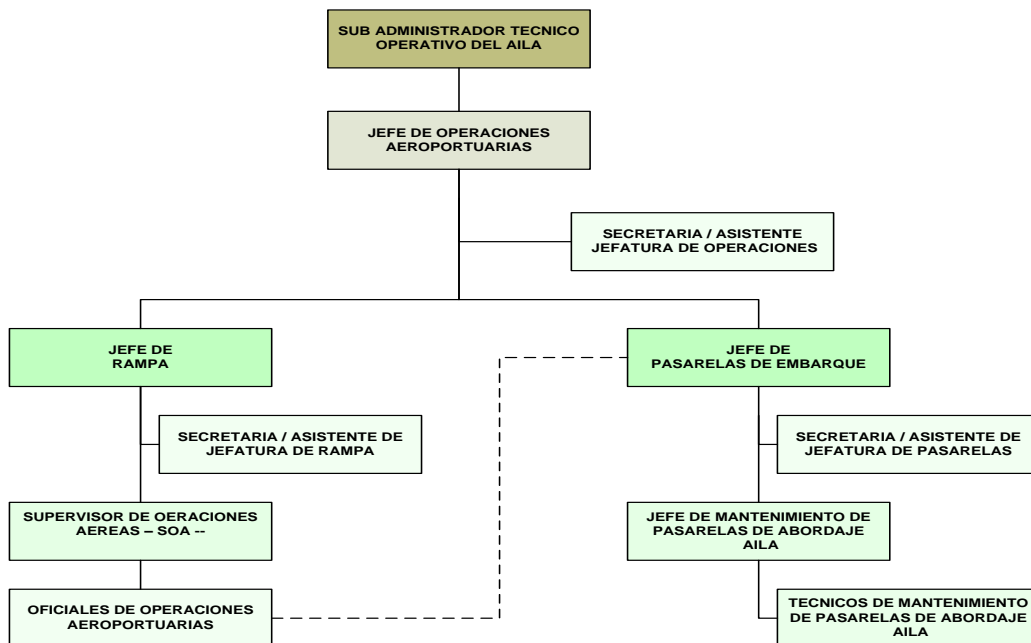 SUB ADMINISTRADOR TECNICO
OPERATIVO DEL AILA
JEFE DE OPERACIONES
AEROPORTUARIAS
SECRETARIA / ASISTENTE
JEFATURA DE OPERACIONES
JEFE DE
RAMPA
JEFE DE
PASARELAS DE EMBARQUE
SECRETARIA / ASISTENTE DE
JEFATURA DE RAMPA
SECRETARIA / ASISTENTE DE
JEFATURA DE PASARELAS
SUPERVISOR DE OERACIONES
AEREAS – SOA --
JEFE DE MANTENIMIENTO DE
PASARELAS DE ABORDAJE
AILA
OFICIALES DE OPERACIONES
AEROPORTUARIAS
TECNICOS DE MANTENIMIENTO
DE PASARELAS DE ABORDAJE
AILA